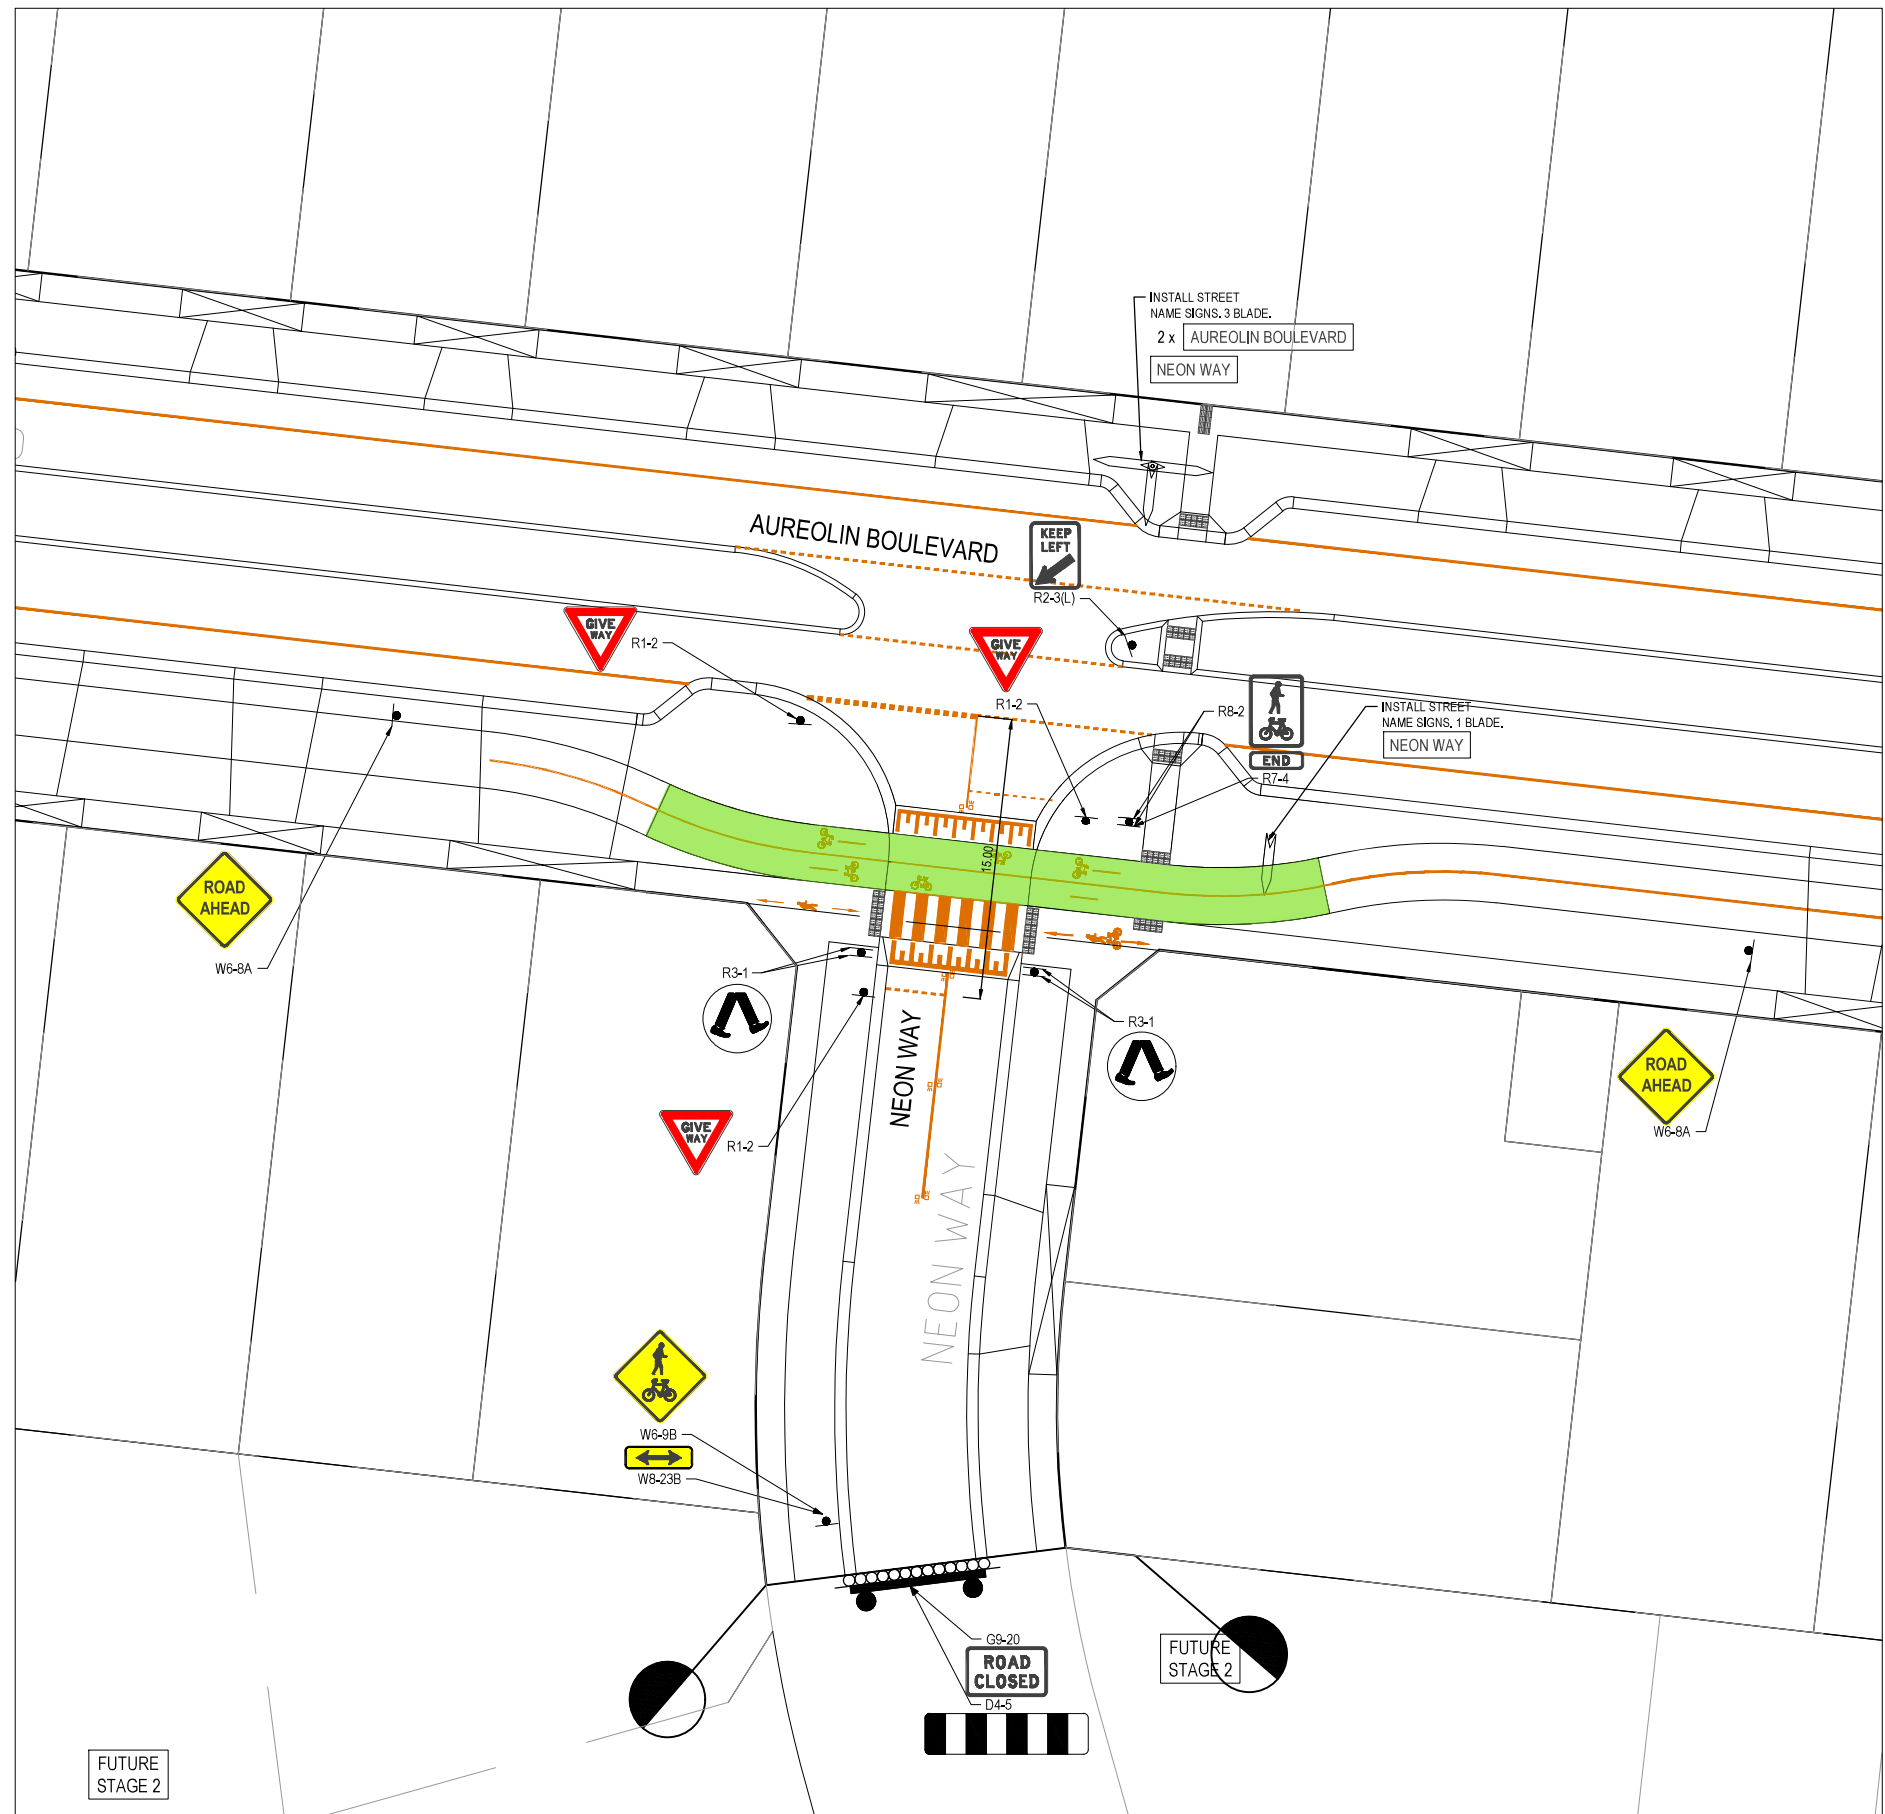 INSTALL STREET
NAME SIGNS. 3 BLADE.
2 x AUREOLIN BOULEVARD
NEON WAY
AUREOLIN BOULEVARD
KEEP
LEFT
R2-3(L)
GIVE
WAY
R1-2
GIVE
WAY
R1-2
R8-2
END
R7-4
INSTALL STREET
NAME SIGNS. 1 BLADE.
NEON WAY
15.00
ROAD
AHEAD
W6-8A
R3-1
R3-1
NEON WAY
ROAD
AHEAD
W6-8A
GIVE
WAY
R1-2
NEON WAY
W6-9B
W8-23B
G9-20
ROAD
CLOSED
D4-5
FUTURE
STAGE 2
FUTURE
STAGE 2